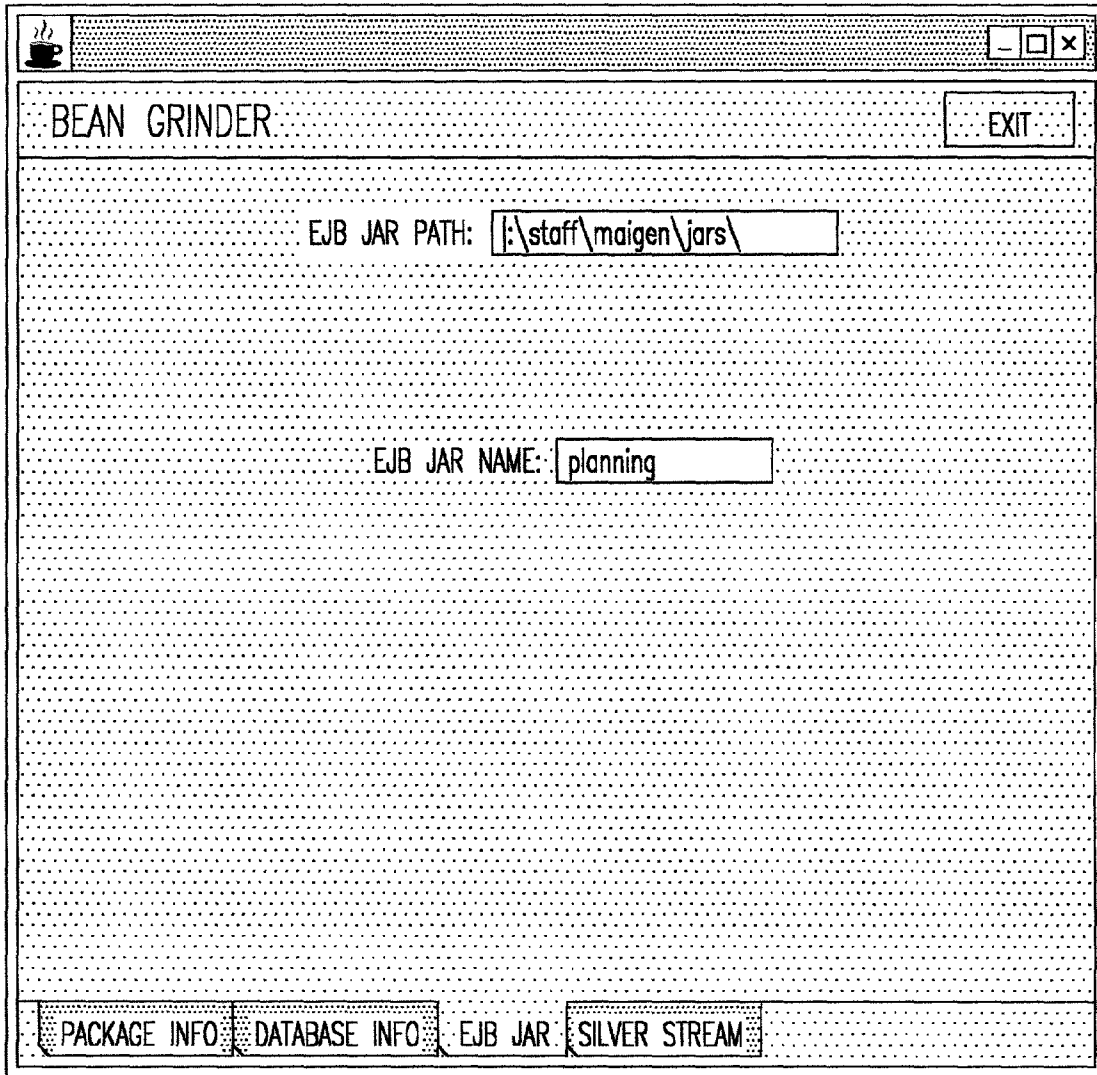 BEAN GRINDER
EXIT
EJB JAR PATH: |:\staff\maigen\jars\
EJB JAR NAME: planning
PACKAGE INFO DATABASE INFO EJB JAR SILVER STREAM